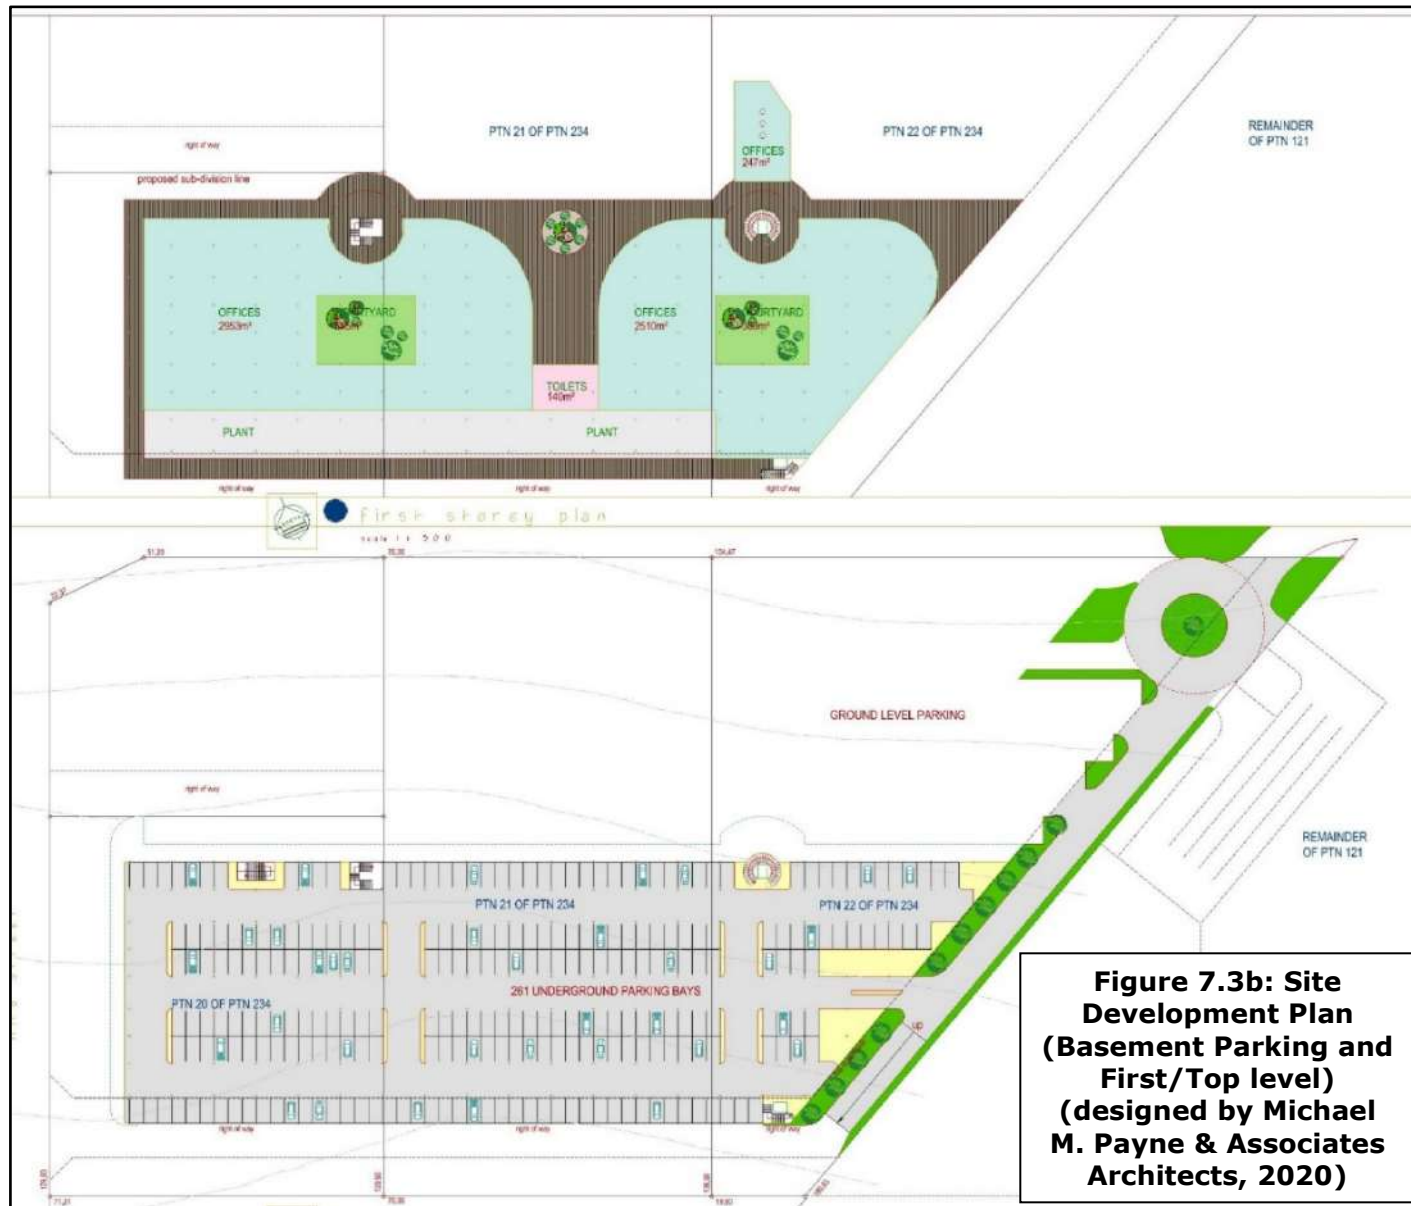 PTN 21 OF PTN 234
PTN 22 OF PTN 234
REMAINDER
OF PTN 121
right of way
proposed sub-division line
OFFICES
247m²
OFFICES
2953m²
OFFICES
2510m²
TOILETS
140m²
PLANT
PLANT
right of way
right of way
right of way
first storey plan
scale 1: 500
GROUND LEVEL PARKING
right of way
REMAINDER
OF PTN 121
PTN 21 OF PTN 234
PTN 22 OF PTN 234
PTN 20 OF PTN 234
261 UNDERGROUND PARKING BAYS
UP
right of way
right of way
right of way
Figure 7.3b: Site
Development Plan
(Basement Parking and
First/Top level)
(designed by Michael
M. Payne & Associates
Architects, 2020)